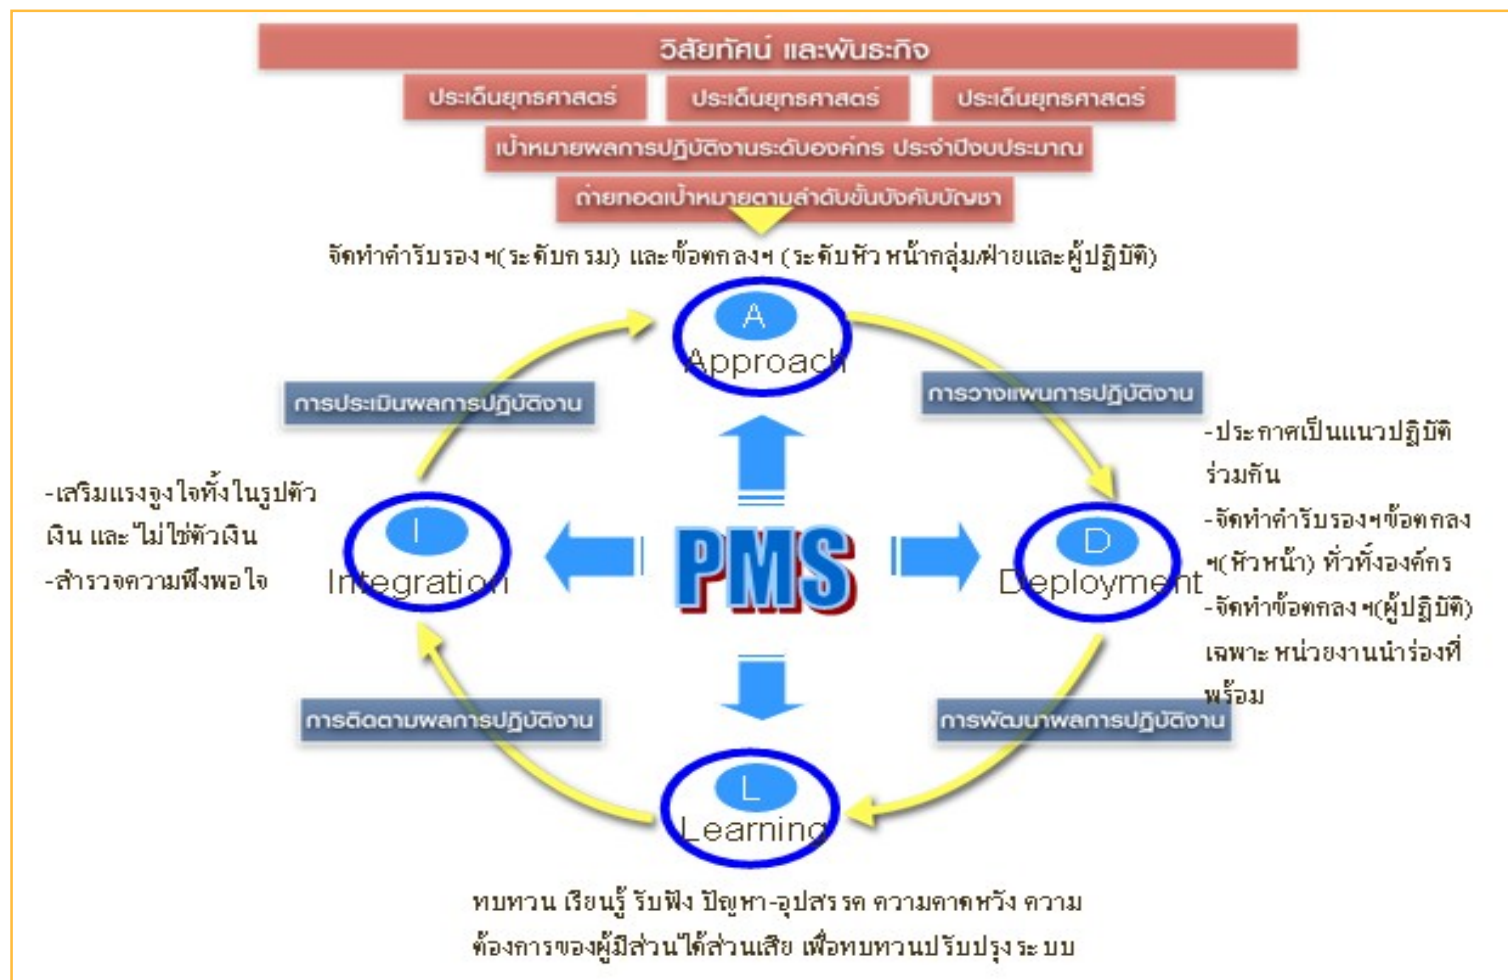 วิสัยทัศน์ และพันธะกิจ
ประเด็นยุทธศาสตร์
ประเด็นยุทธศาสตร์
ประเด็นยุทธศาสตร์
เป้าหมายผลการปฏิบัติงานระดับองค์กร ประจำปีงบประมาณ
ถ่ายทอดเป้าหมายตามลำดับขั้นบังคับบัญชา
จัดทำคำรับรองฯ(ระดับกรม) และข้อตกลงฯ (ระดับหัวหน้ากลุ่ม/ฝ่ายและผู้ปฏิบัติ)
A
Approach
การประเมินผลการปฏิบัติงาน
การวางแผนการปฏิบัติงาน
-ประกาศเป็นแนวปฏิบัติ
ร่วมกัน
-จัดทำคำรับรองฯข้อตกลง
ฯ(หัวหน้า) ทั่วทั้งองค์กร
-จัดทำข้อตกลงฯ(ผู้ปฏิบัติ)
เฉพาะหน่วยงานนำร่องที่
พร้อม
-เสริมแรงจูงใจทั้งในรูปตัว
เงิน และ ไม่ใช่ตัวเงิน
-สำรวจความพึงพอใจ
I
Integration
PMS
D
Deployment
การติดตามผลการปฏิบัติงาน
การพัฒนาผลการปฏิบัติงาน
L
Learning
ทบทวน เรียนรู้ รับฟัง ปัญหา-อุปสรรค ความคาดหวัง ความ
ต้องการของผู้มีส่วนได้ส่วนเสีย เพื่อทบทวนปรับปรุงระบบ